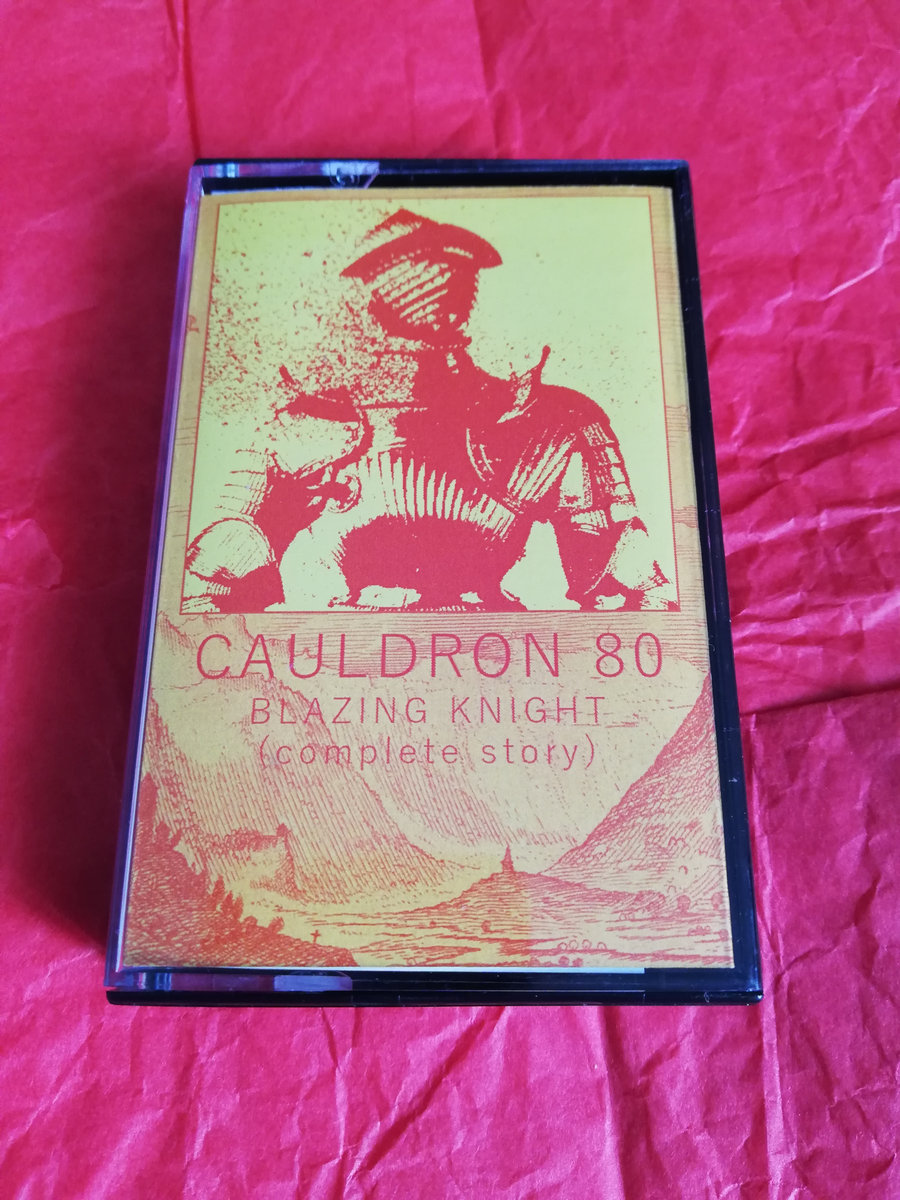 CAULDRON 80
BLAZING KNIGHT
(complete story)